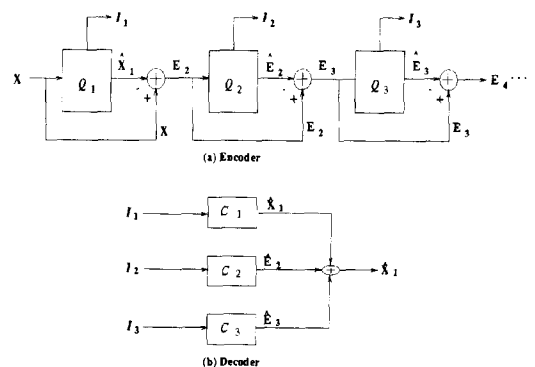 I1 I2 I3
X Q1 X̂1 - + E2 Q2 Ê2 - + E3 Q3 Ê3 - + E4 ...
X E2 E3
(a) Encoder
I1 C1 X̂1
I2 C2 Ê2 + X̂1
I3 C3 Ê3
(b) Decoder